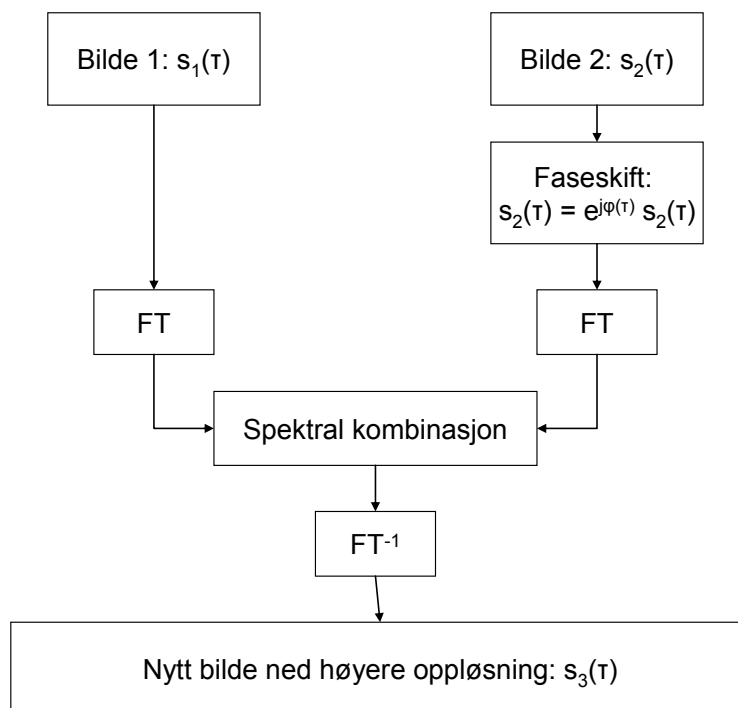 Bilde 1: s₁(τ)
Bilde 2: s₂(τ)
Faseskift:
s₂(τ) = e^jφ(τ) s₂(τ)
FT
FT
Spektral kombinasjon
FT⁻¹
Nytt bilde ned høyere oppløsning: s₃(τ)